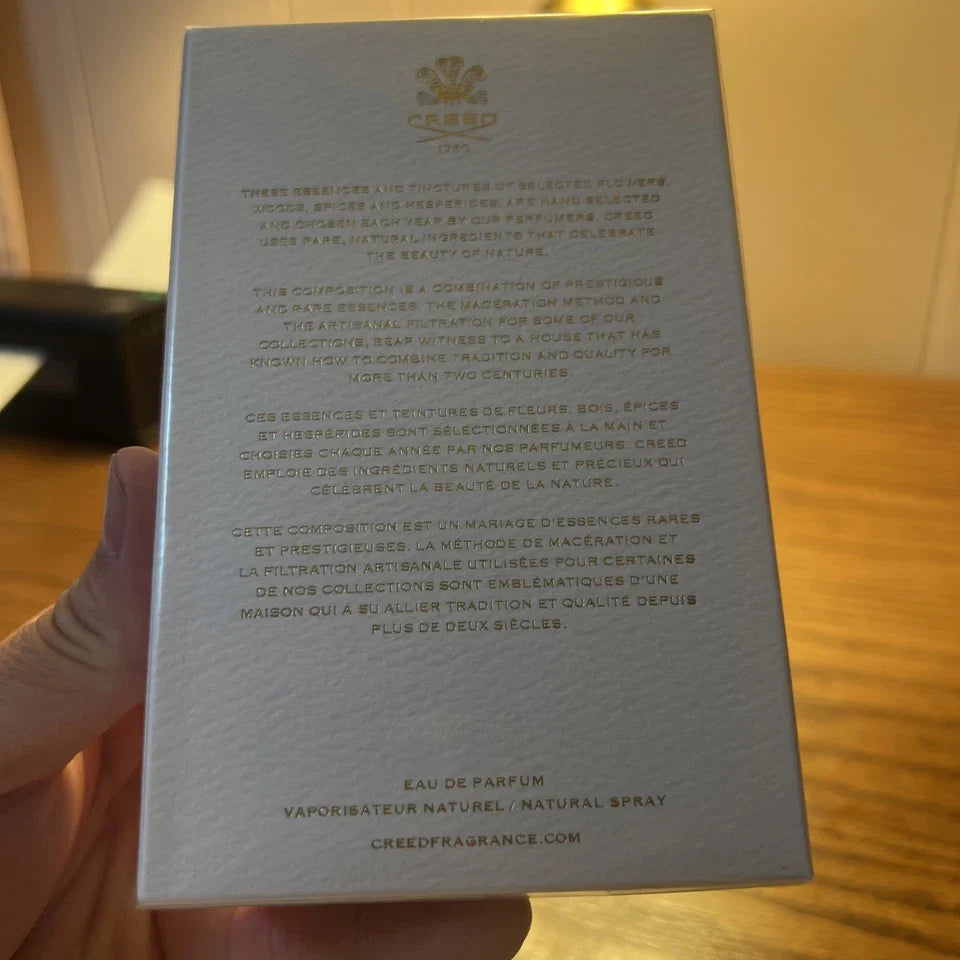 CREED
1760
THESE ESSENCES AND TINCTURES OF SELECTED FLOWERS,
WOODS, SPICES AND HESPERIDES, ARE HAND SELECTED
AND CHOSEN EACH YEAR BY OUR PERFUMERS. CREED
USES RARE, NATURAL INGREDIENTS THAT CELEBRATE
THE BEAUTY OF NATURE.
THIS COMPOSITION IS A COMBINATION OF PRESTIGIOUS
AND RARE ESSENCES. THE MACERATION METHOD AND
THE ARTISANAL FILTRATION FOR SOME OF OUR
COLLECTIONS, BEAR WITNESS TO A HOUSE THAT HAS
KNOWN HOW TO COMBINE TRADITION AND QUALITY FOR
MORE THAN TWO CENTURIES.
CES ESSENCES ET TEINTURES DE FLEURS, BOIS, ÉPICES
ET HESPÉRIDES SONT SÉLECTIONNÉES À LA MAIN ET
CHOISIES CHAQUE ANNÉE PAR NOS PARFUMEURS. CREED
EMPLOIE DES INGRÉDIENTS NATURELS ET PRÉCIEUX QUI
CÉLÈBRENT LA BEAUTÉ DE LA NATURE.
CETTE COMPOSITION EST UN MARIAGE D'ESSENCES RARES
ET PRESTIGIEUSES. LA MÉTHODE DE MACÉRATION ET
LA FILTRATION ARTISANALE UTILISÉES POUR CERTAINES
DE NOS COLLECTIONS SONT EMBLÉMATIQUES D'UNE
MAISON QUI A SU ALLIER TRADITION ET QUALITÉ DEPUIS
PLUS DE DEUX SIÈCLES.
EAU DE PARFUM
VAPORISATEUR NATUREL / NATURAL SPRAY
CREEDFRAGRANCE.COM